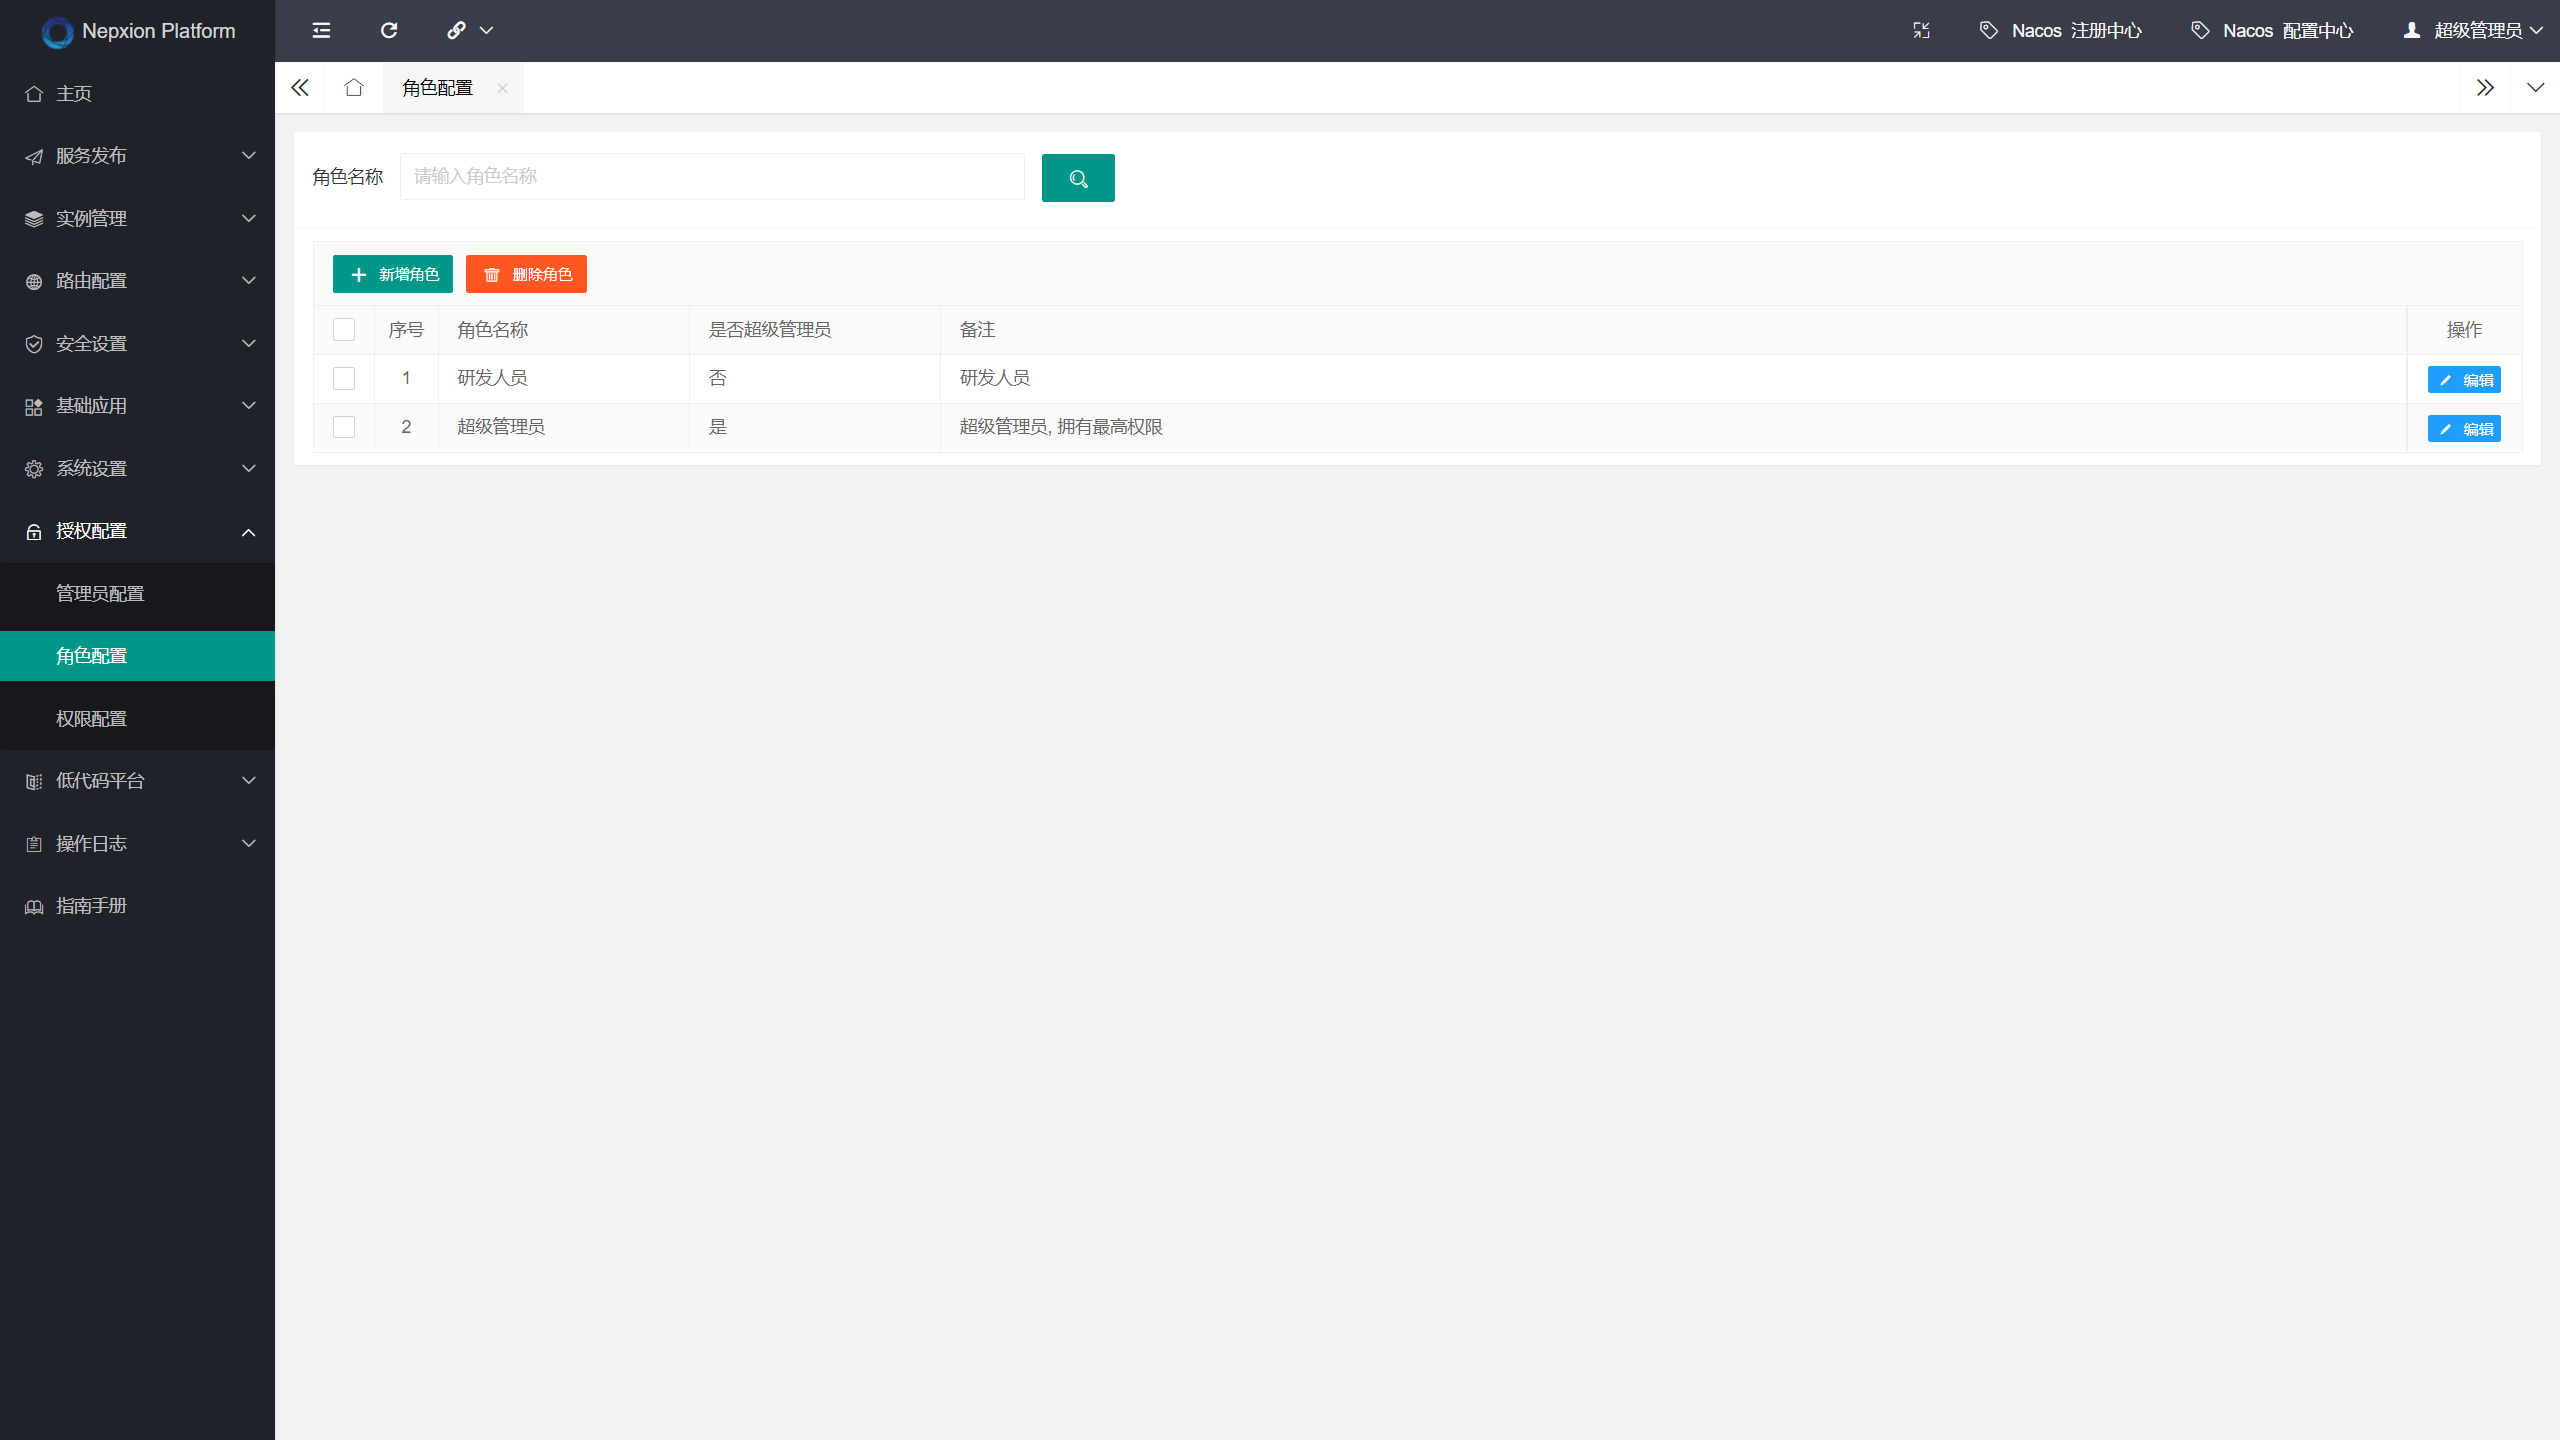 Nepxion Platform
Nacos 注册中心
Nacos 配置中心
超级管理员
主页
服务发布
实例管理
路由配置
安全设置
基础应用
系统设置
授权配置
管理员配置
角色配置
权限配置
低代码平台
操作日志
指南手册
角色配置
角色名称 请输入角色名称
新增角色 删除角色
序号 角色名称 是否超级管理员 备注 操作
1 研发人员 否 研发人员 编辑
2 超级管理员 是 超级管理员, 拥有最高权限 编辑